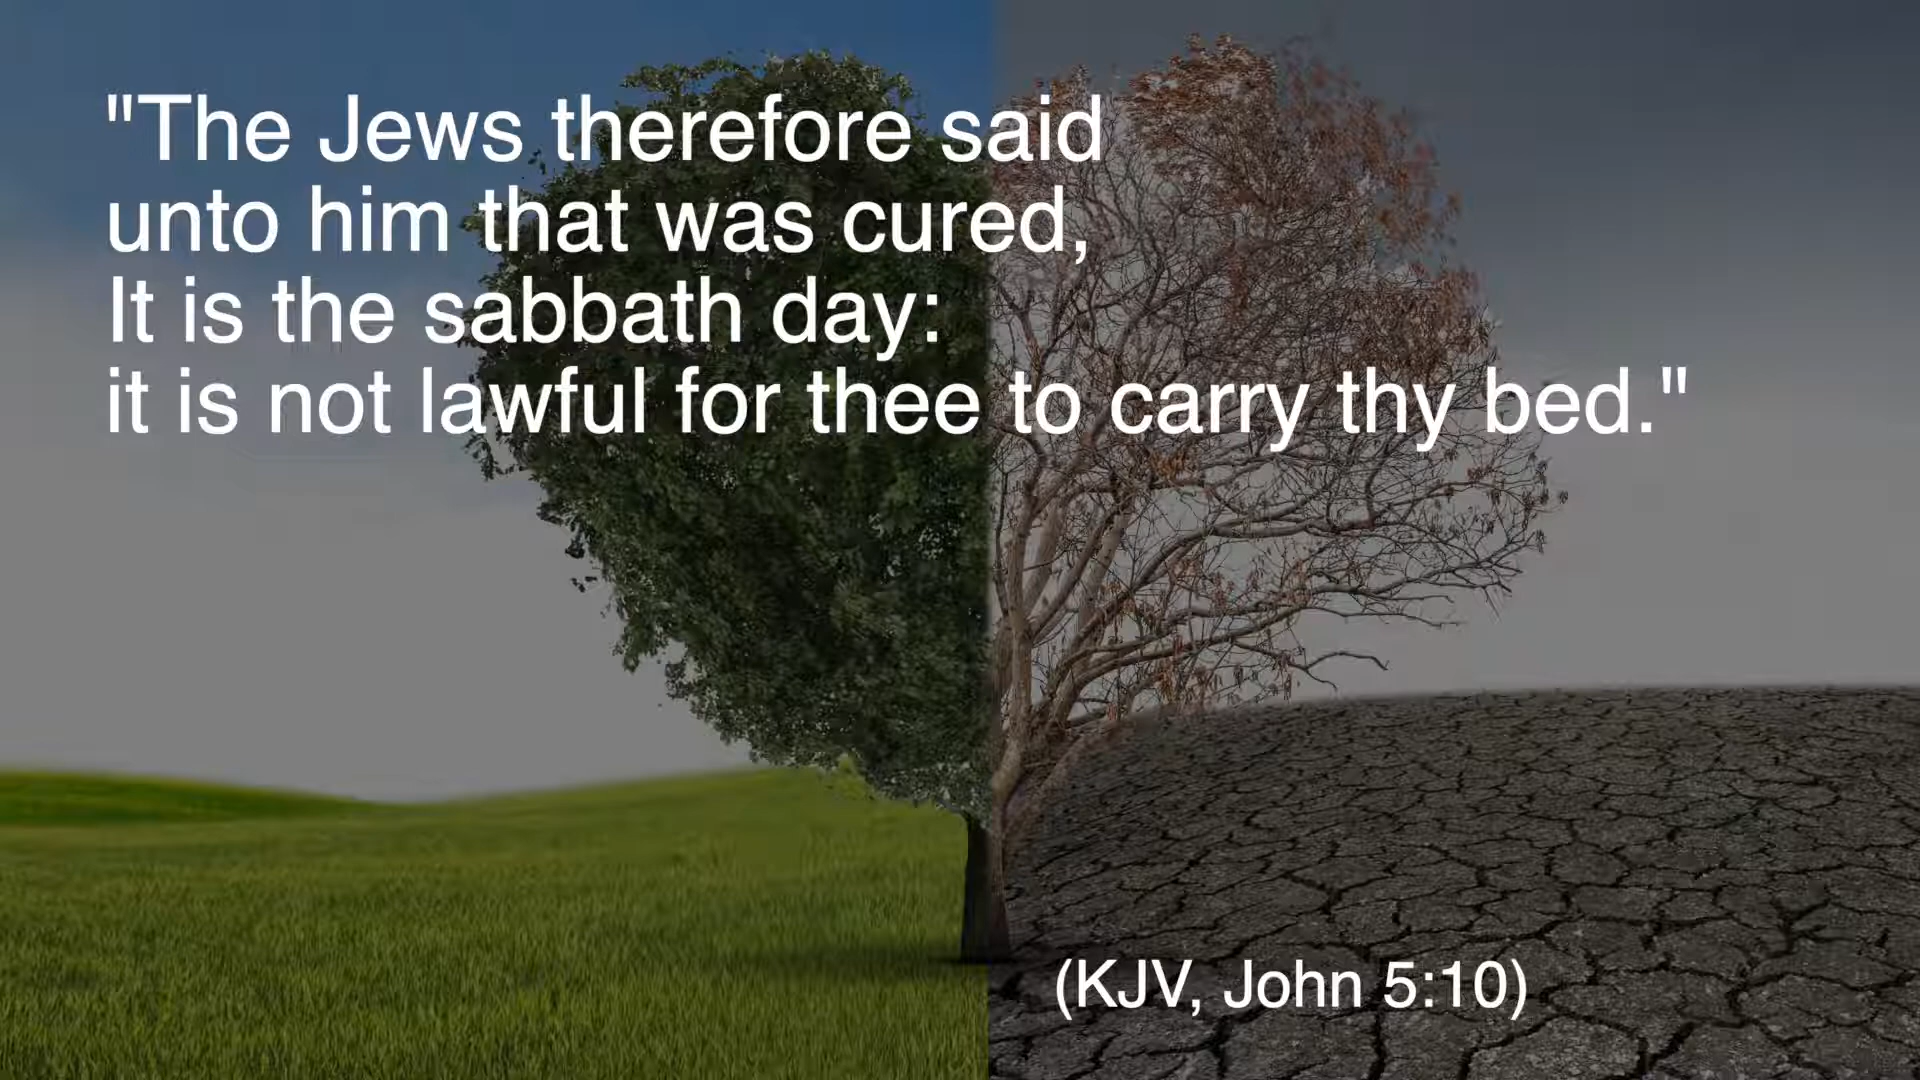 "The Jews therefore said
unto him that was cured,
It is the sabbath day:
it is not lawful for thee to carry thy bed."
(KJV, John 5:10)